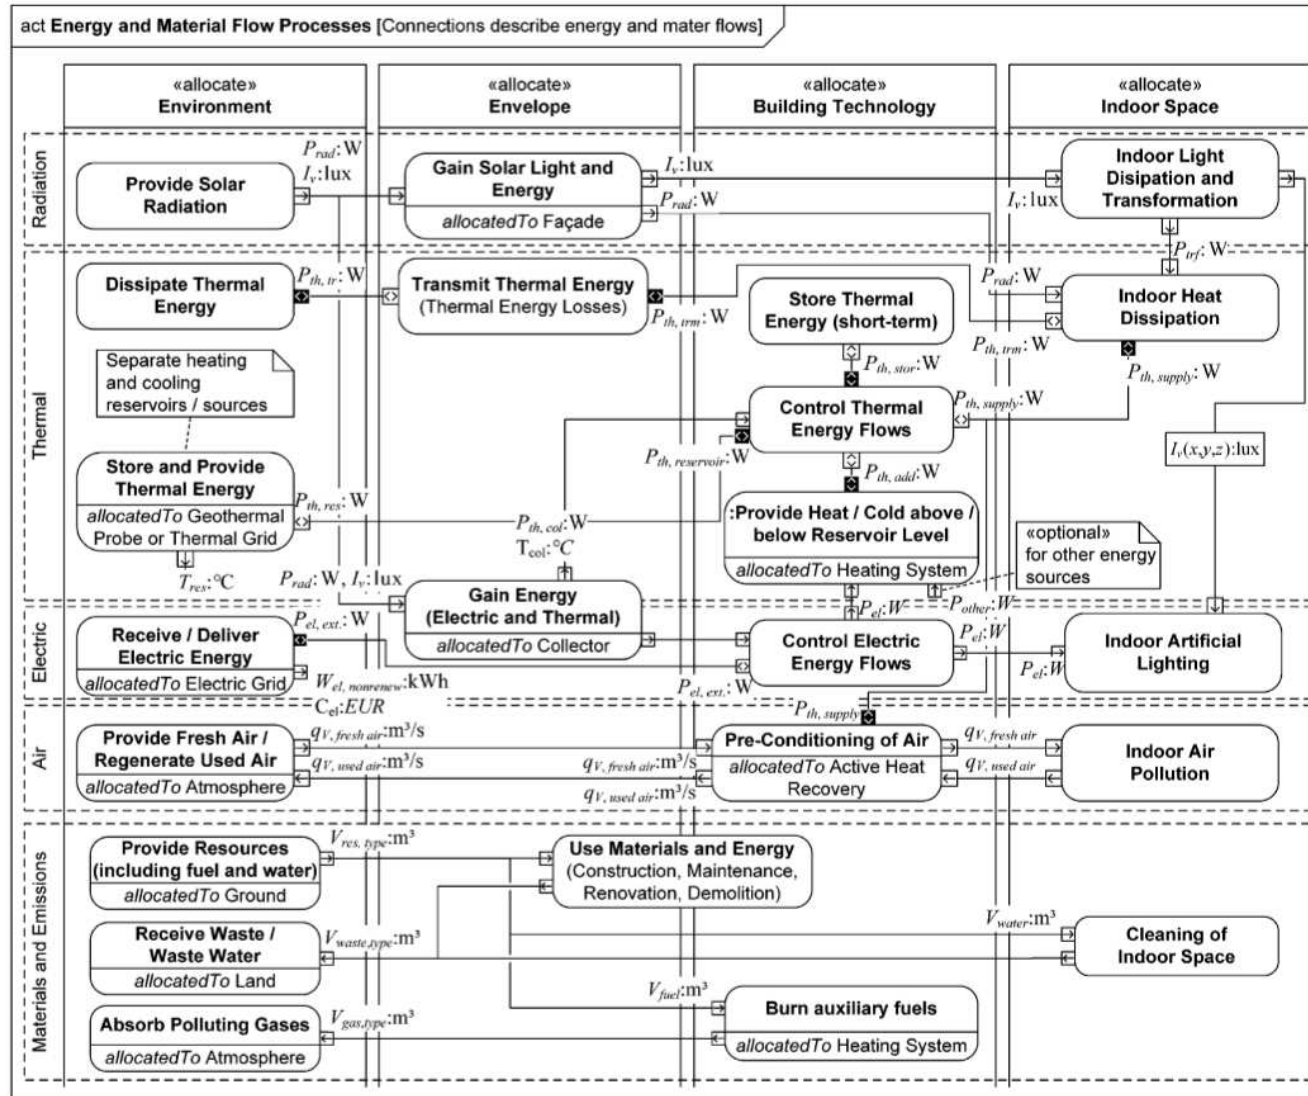 act Energy and Material Flow Processes [Connections describe energy and mater flows]
«allocate»
Environment
«allocate»
Envelope
«allocate»
Building Technology
«allocate»
Indoor Space
Radiation
Provide Solar
Radiation
P_rad:W
I_v:lux
Gain Solar Light and
Energy
allocatedTo Façade
I_v:lux
P_rad:W
I_v:lux
Indoor Light
Disipation and
Transformation
P_trf:W
Thermal
Dissipate Thermal
Energy
P_th, tr:W
Transmit Thermal Energy
(Thermal Energy Losses)
P_th, trm:W
Store Thermal
Energy (short-term)
P_rad:W
Indoor Heat
Dissipation
P_th, trm:W
P_th, supply:W
Separate heating
and cooling
reservoirs / sources
P_th, stor:W
Control Thermal
Energy Flows
P_th, supply:W
P_th, reservoir:W
P_th, add:W
I_v(x,y,z):lux
Store and Provide
Thermal Energy
allocatedTo Geothermal
Probe or Thermal Grid
P_th, res:W
T_res:°C
P_th, col:W
T_col:°C
:Provide Heat / Cold above /
below Reservoir Level
allocatedTo Heating System
«optional»
for other energy
sources
P_rad:W, I_v:lux
Gain Energy
(Electric and Thermal)
allocatedTo Collector
P_el:W
P_other:W
Electric
Receive / Deliver
Electric Energy
allocatedTo Electric Grid
P_el, ext.:W
W_el, nonrenew:kWh
C_el:EUR
Control Electric
Energy Flows
P_el, ext.:W
P_el:W
P_el:W
Indoor Artificial
Lighting
Air
Provide Fresh Air /
Regenerate Used Air
allocatedTo Atmosphere
q_V, fresh air:m³/s
q_V, used air:m³/s
q_V, fresh air:m³/s
q_V, used air:m³/s
P_th, supply
Pre-Conditioning of Air
allocatedTo Active Heat
Recovery
q_V, fresh air
q_V, used air
Indoor Air
Pollution
Materials and Emissions
Provide Resources
(including fuel and water)
allocatedTo Ground
V_res, type:m³
Use Materials and Energy
(Construction, Maintenance,
Renovation, Demolition)
Receive Waste /
Waste Water
allocatedTo Land
V_waste,type:m³
V_water:m³
Cleaning of
Indoor Space
Absorb Polluting Gases
allocatedTo Atmosphere
V_gas,type:m³
V_fuel:m³
Burn auxiliary fuels
allocatedTo Heating System